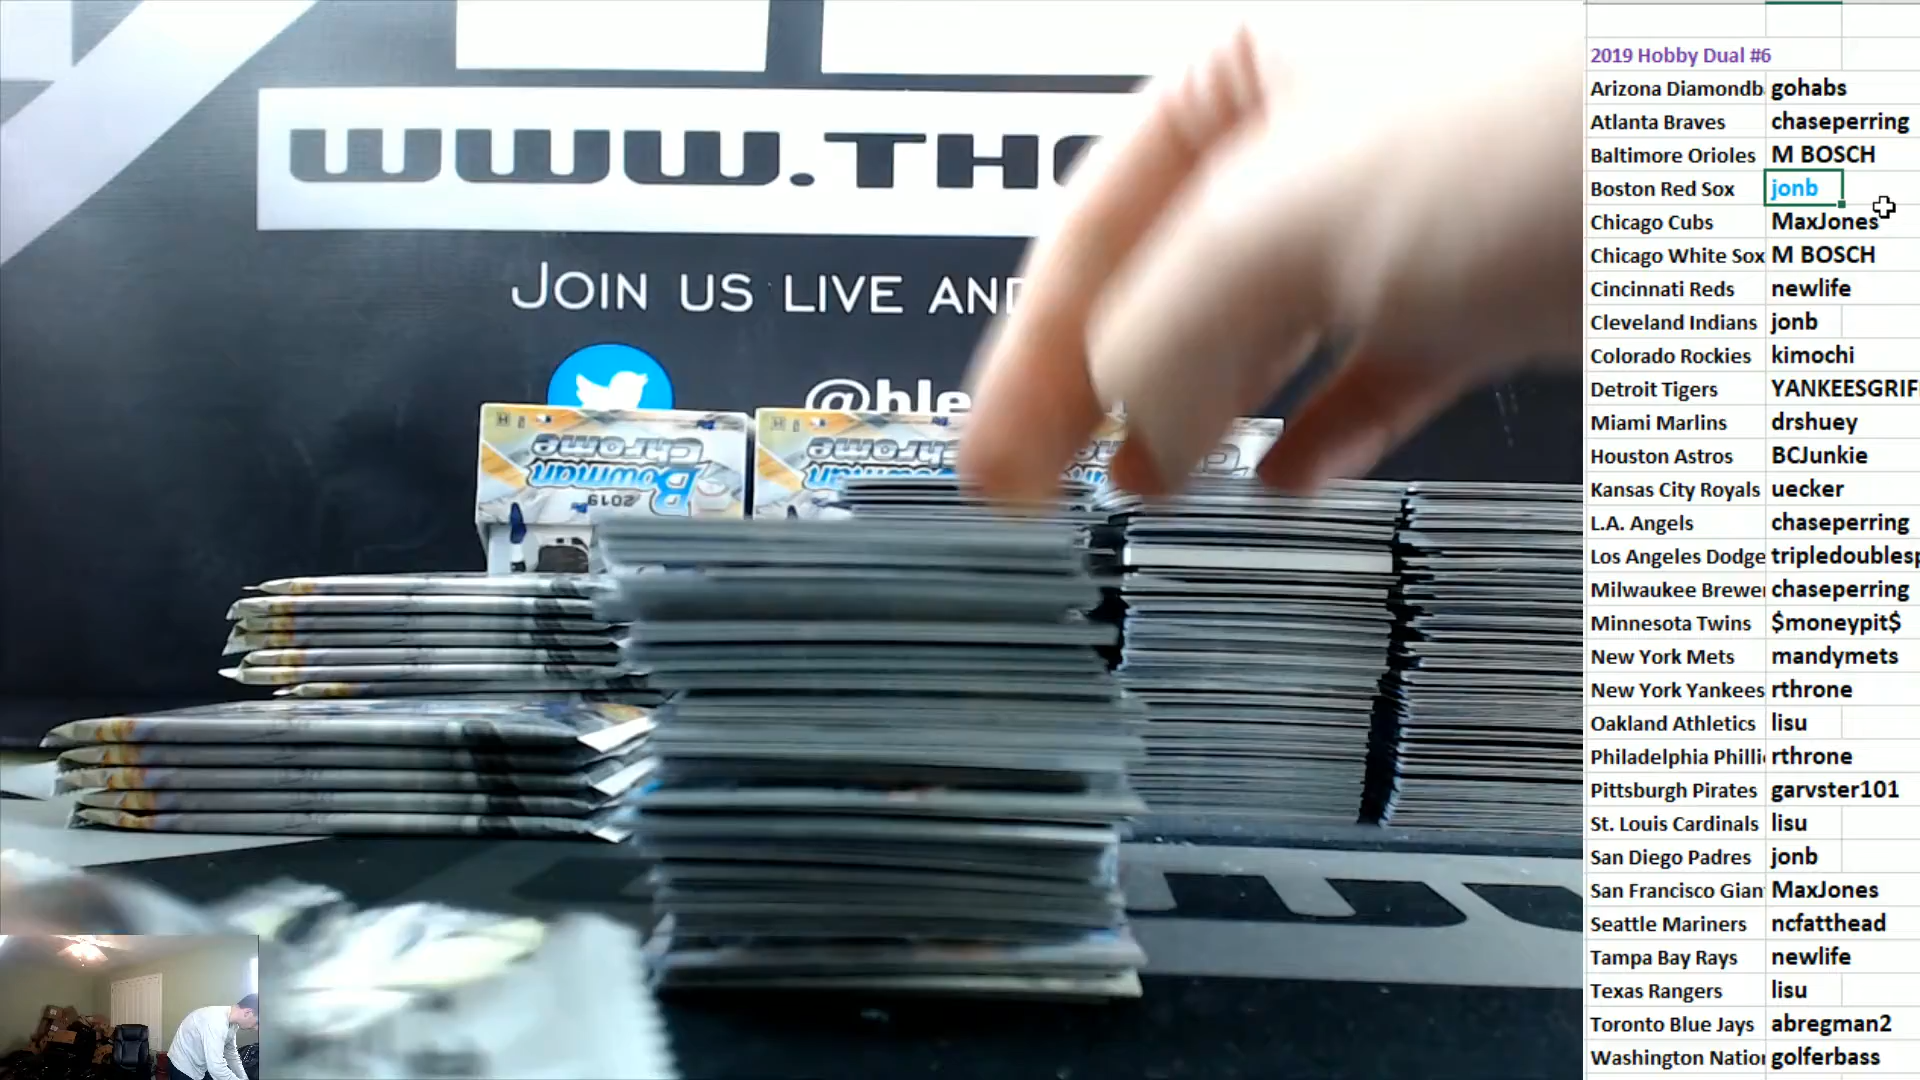 WWW.TH
JOIN US LIVE AND
@ble
Chrome
Bowman
2019
Chrome
2019 Hobby Dual #6
Arizona Diamondb gohabs
Atlanta Braves chaseperring
Baltimore Orioles M BOSCH
Boston Red Sox jonb
Chicago Cubs MaxJones
Chicago White Sox M BOSCH
Cincinnati Reds newlife
Cleveland Indians jonb
Colorado Rockies kimochi
Detroit Tigers YANKEESGRIF
Miami Marlins drshuey
Houston Astros BCJunkie
Kansas City Royals uecker
L.A. Angels chaseperring
Los Angeles Dodge tripledoublesp
Milwaukee Brewe chaseperring
Minnesota Twins $moneypit$
New York Mets mandymets
New York Yankees rthrone
Oakland Athletics lisu
Philadelphia Philli rthrone
Pittsburgh Pirates garvster101
St. Louis Cardinals lisu
San Diego Padres jonb
San Francisco Gian MaxJones
Seattle Mariners ncfatthead
Tampa Bay Rays newlife
Texas Rangers lisu
Toronto Blue Jays abregman2
Washington Natio golferbass